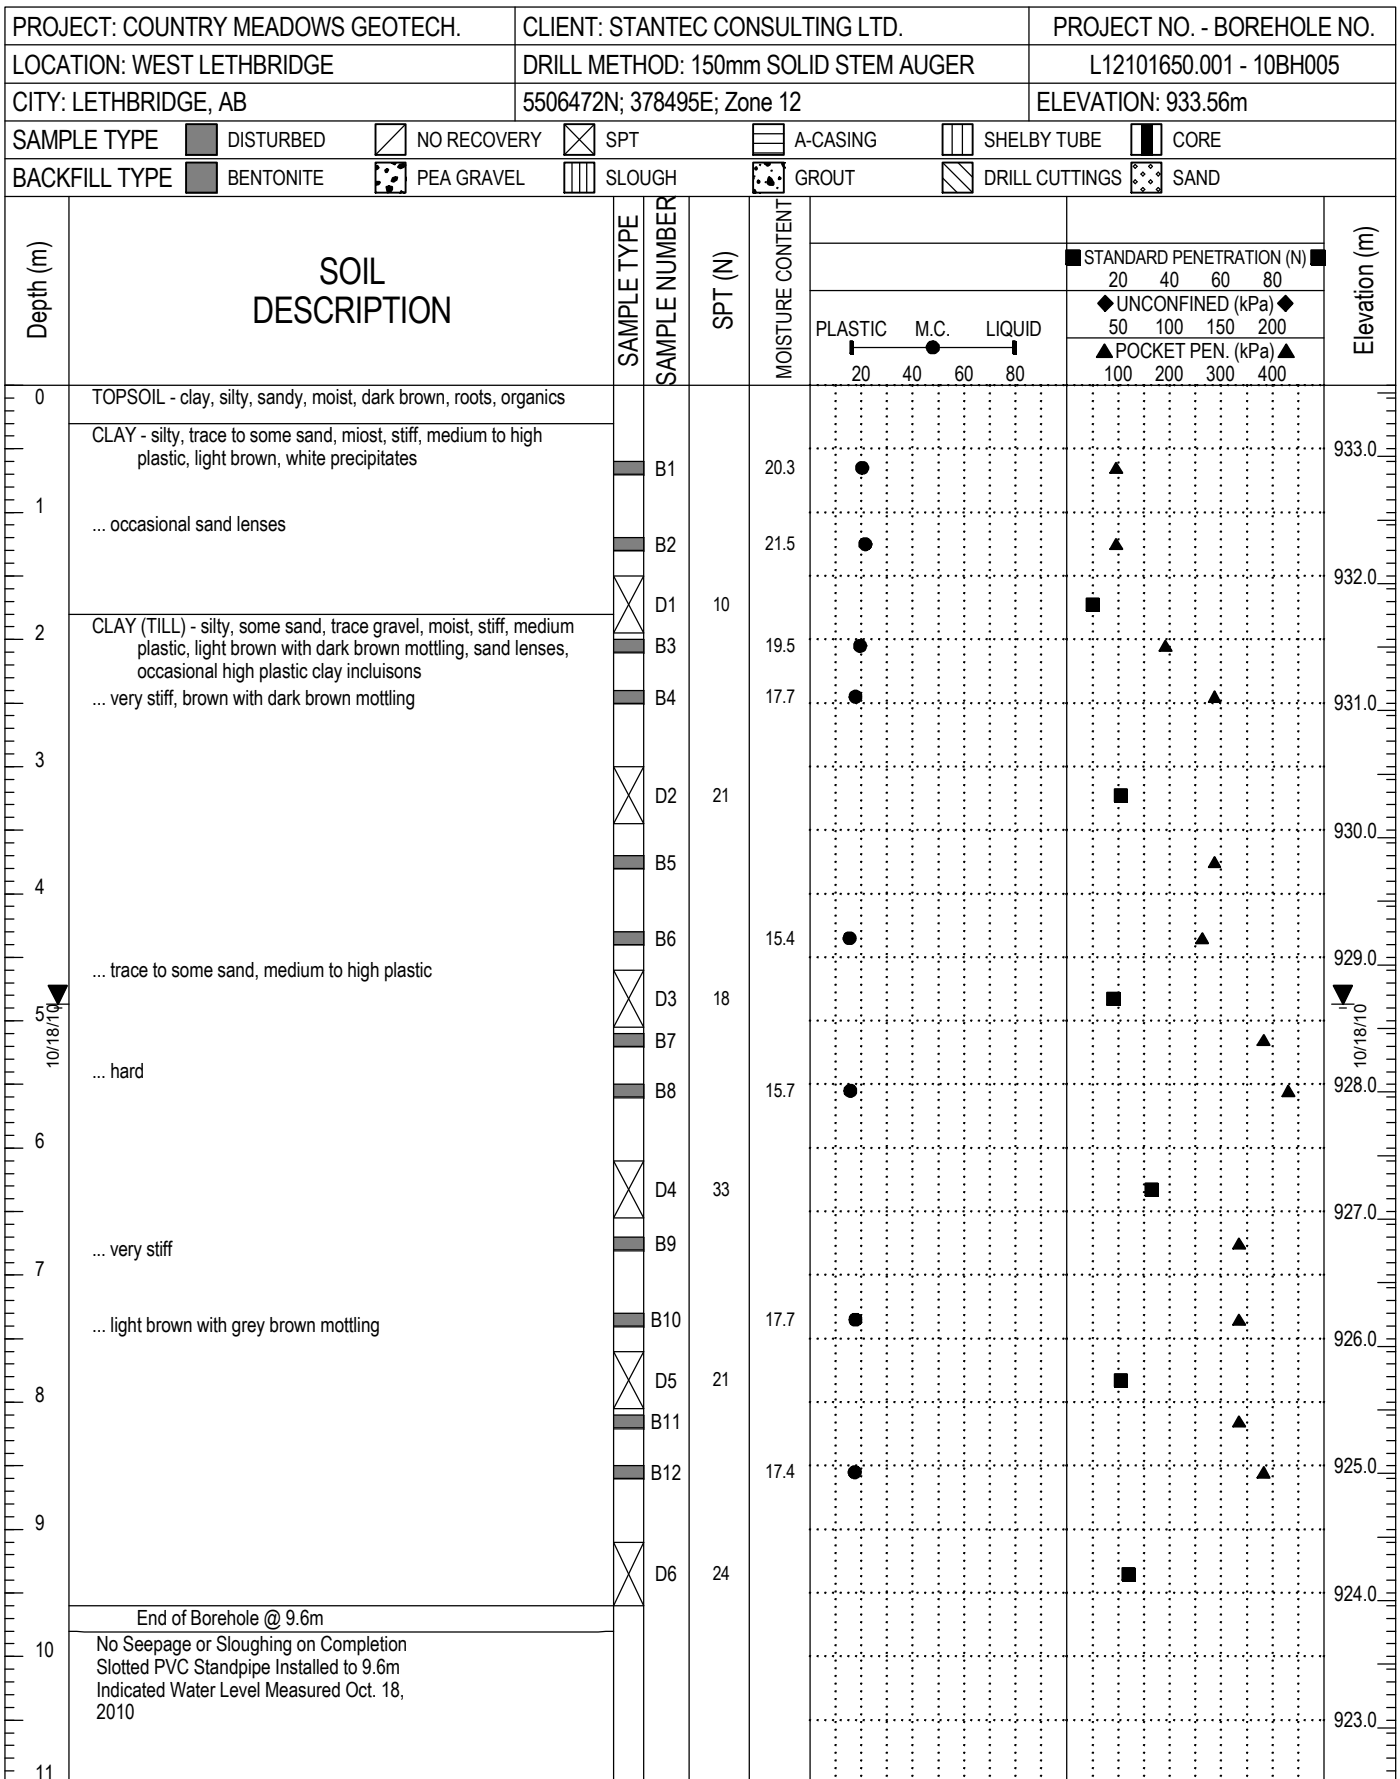 PROJECT: COUNTRY MEADOWS GEOTECH. CLIENT: STANTEC CONSULTING LTD. PROJECT NO. - BOREHOLE NO.
LOCATION: WEST LETHBRIDGE DRILL METHOD: 150mm SOLID STEM AUGER L12101650.001 - 10BH005
CITY: LETHBRIDGE, AB 5506472N; 378495E; Zone 12 ELEVATION: 933.56m
SAMPLE TYPE DISTURBED NO RECOVERY SPT A-CASING SHELBY TUBE CORE
BACKFILL TYPE BENTONITE PEA GRAVEL SLOUGH GROUT DRILL CUTTINGS SAND
Depth (m)
SOIL
DESCRIPTION
SAMPLE TYPE
SAMPLE NUMBER
SPT (N)
MOISTURE CONTENT
PLASTIC M.C. LIQUID
20 40 60 80
STANDARD PENETRATION (N)
20 40 60 80
UNCONFINED (kPa)
50 100 150 200
POCKET PEN. (kPa)
100 200 300 400
Elevation (m)
0 TOPSOIL - clay, silty, sandy, moist, dark brown, roots, organics
CLAY - silty, trace to some sand, miost, stiff, medium to high
plastic, light brown, white precipitates
933.0
B1 20.3
1
... occasional sand lenses
B2 21.5
932.0
D1 10
CLAY (TILL) - silty, some sand, trace gravel, moist, stiff, medium
2 plastic, light brown with dark brown mottling, sand lenses,
B3 19.5
occasional high plastic clay incluisons
... very stiff, brown with dark brown mottling
B4 17.7
931.0
3
D2 21
930.0
B5
4
B6 15.4
929.0
... trace to some sand, medium to high plastic
D3 18
5
10/18/10
10/18/10
B7
... hard
B8 15.7 928.0
6
D4 33
927.0
... very stiff B9
7
B10 17.7
... light brown with grey brown mottling
926.0
D5 21
8
B11
B12 17.4 925.0
9
D6 24
924.0
End of Borehole @ 9.6m
10 No Seepage or Sloughing on Completion
Slotted PVC Standpipe Installed to 9.6m
Indicated Water Level Measured Oct. 18,
2010
923.0
11